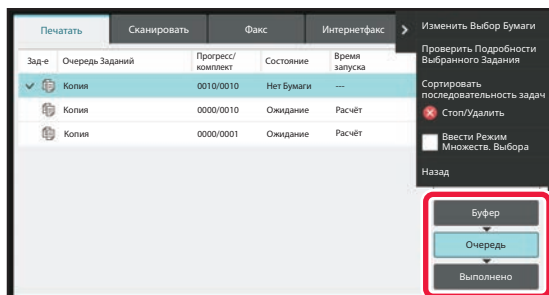 Печатать Сканировать Факс Интернетфакс
Зад-е Очередь Заданий Прогресс/комплект Состояние Время запуска
Копия 0010/0010 Нет Бумаги ---
Копия 0000/0010 Ожидание Расчёт
Копия 0000/0001 Ожидание Расчёт
Изменить Выбор Бумаги
Проверить Подробности
Выбранного Задания
Сортировать
последовательность задач
Стоп/Удалить
Ввести Режим
Множеств. Выбора
Назад
Буфер
Очередь
Выполнено